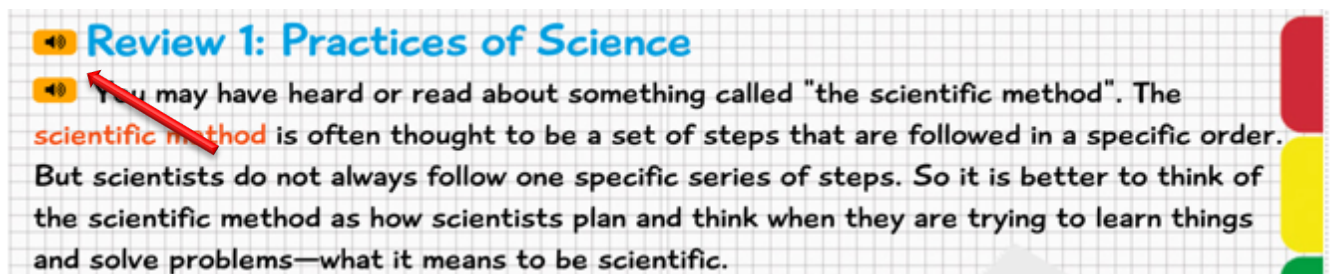 Review 1: Practices of Science
You may have heard or read about something called "the scientific method". The
scientific method is often thought to be a set of steps that are followed in a specific order.
But scientists do not always follow one specific series of steps. So it is better to think of
the scientific method as how scientists plan and think when they are trying to learn things
and solve problems—what it means to be scientific.